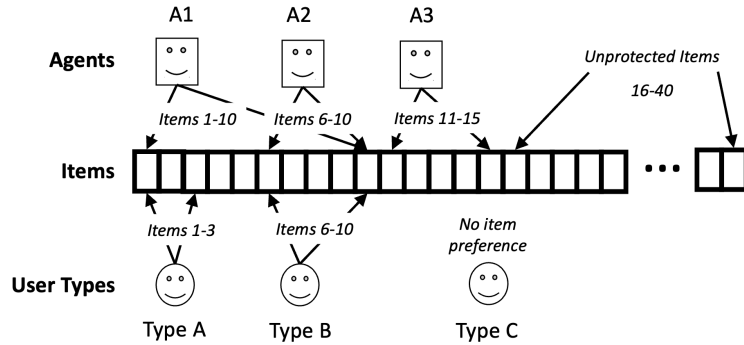 A1 A2 A3
Agents
Unprotected Items
16-40
Items 1-10 Items 6-10 Items 11-15
Items
...
Items 1-3 Items 6-10
No item
preference
User Types
Type A Type B Type C